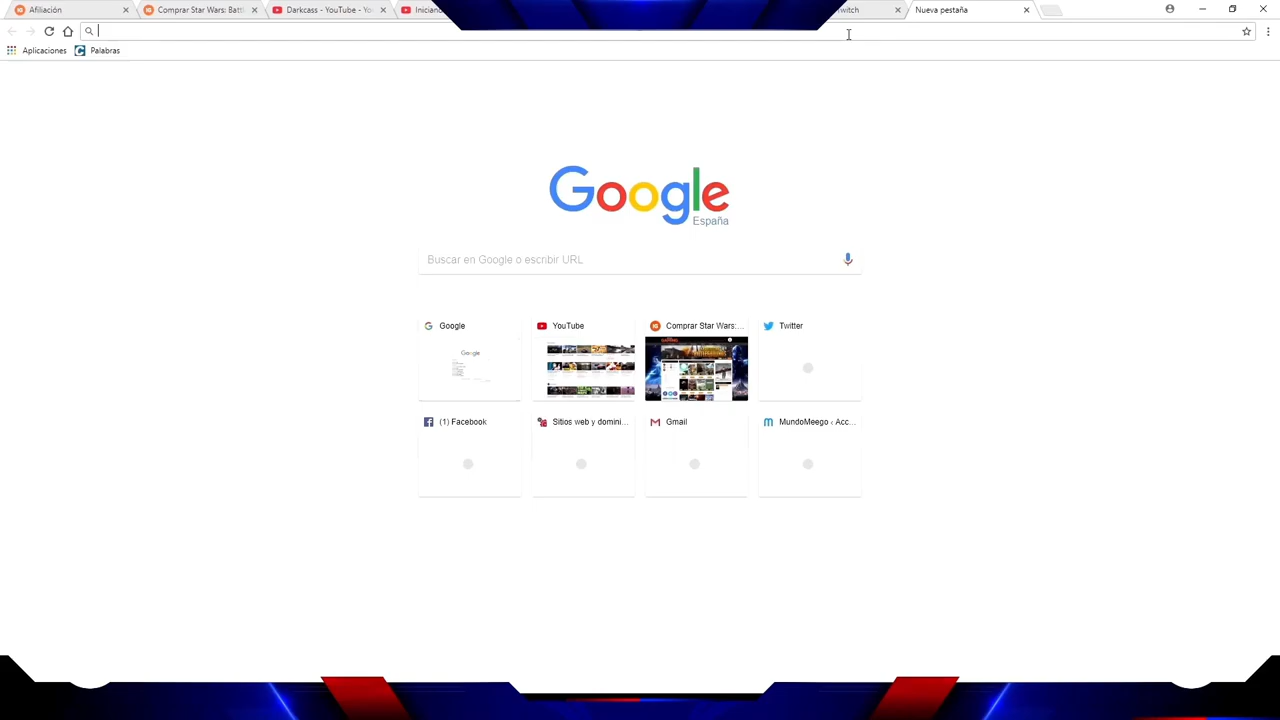 Afiliación
Comprar Star Wars: Batt
Darkcass - YouTube - Yo
Iniciand
witch
Nueva pestaña
Aplicaciones
Palabras
Google
España
Buscar en Google o escribir URL
Google
YouTube
Comprar Star Wars:...
Twitter
(1) Facebook
Sitios web y domini...
Gmail
MundoMeego ‹ Acc...